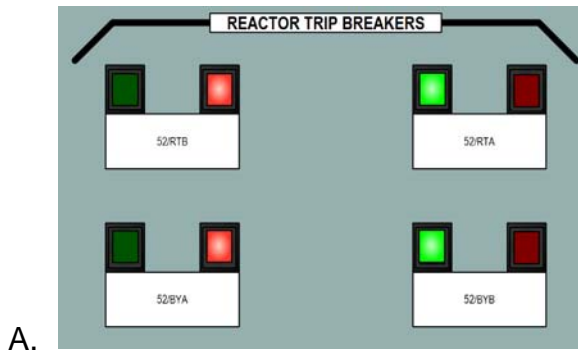 REACTOR TRIP BREAKERS
52/RTB 52/RTA
52/BYA 52/BYB
A.